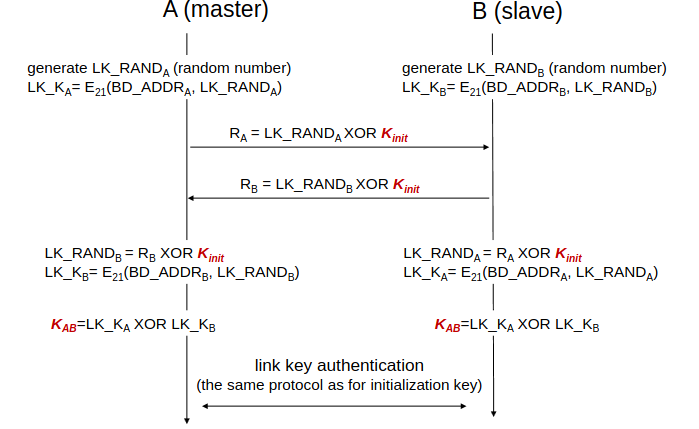 A (master)
B (slave)
generate LK_RANDA (random number)
LK_KA= E21(BD_ADDRA, LK_RANDA)
generate LK_RANDB (random number)
LK_KB= E21(BD_ADDRB, LK_RANDB)
RA = LK_RANDA XOR Kinit
RB = LK_RANDB XOR Kinit
LK_RANDB = RB XOR Kinit
LK_KB= E21(BD_ADDRB, LK_RANDB)
LK_RANDA = RA XOR Kinit
LK_KA= E21(BD_ADDRA, LK_RANDA)
KAB=LK_KA XOR LK_KB
KAB=LK_KA XOR LK_KB
link key authentication
(the same protocol as for initialization key)